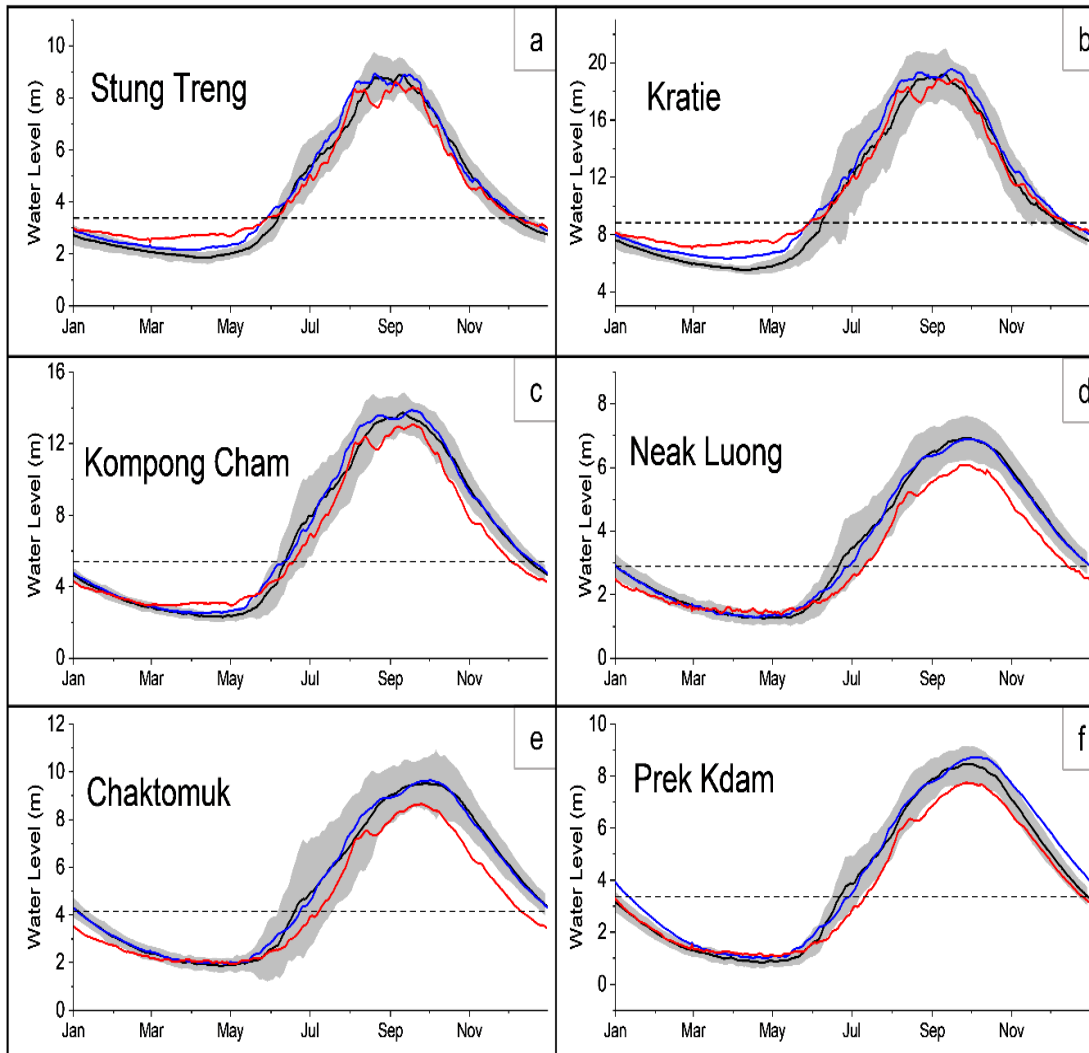 a
Stung Treng
Water Level (m)
10
8
6
4
2
0
Jan Mar May Jul Sep Nov
b
Kratie
Water Level (m)
20
16
12
8
4
Jan Mar May Jul Sep Nov
c
Kompong Cham
Water Level (m)
16
12
8
4
0
Jan Mar May Jul Sep Nov
d
Neak Luong
Water Level (m)
8
6
4
2
0
Jan Mar May Jul Sep Nov
e
Chaktomuk
Water Level (m)
12
10
8
6
4
2
0
Jan Mar May Jul Sep Nov
f
Prek Kdam
Water Level (m)
10
8
6
4
2
0
Jan Mar May Jul Sep Nov